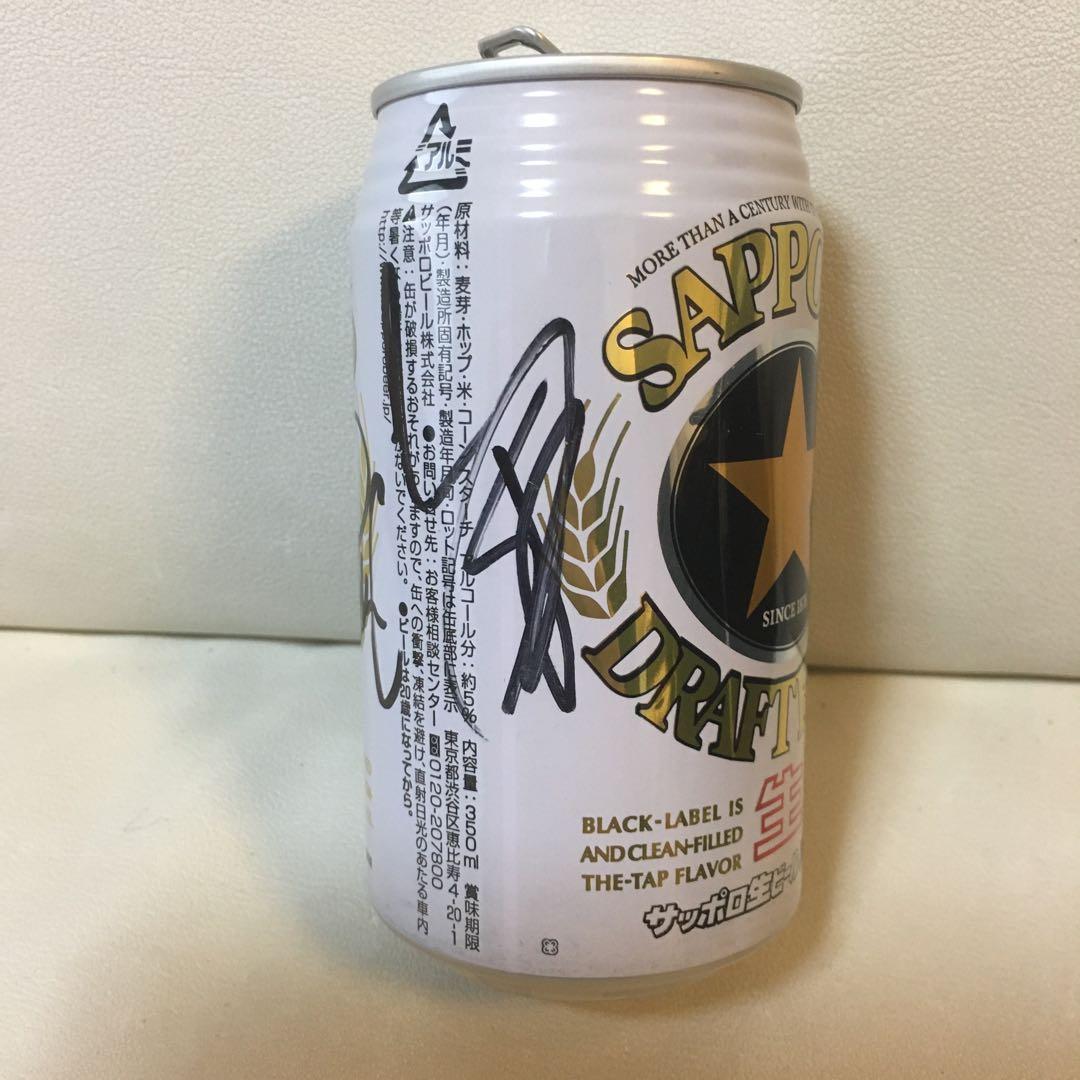 アルミ
原材料:麦芽・ホップ・米・コーンスターチ アルコール分:約5% 内容量:350ml 賞味期限
(年月)・製造所固有記号・製造年月旬・ロット記号は缶底部に表示
サッポロビール株式会社 東京都渋谷区恵比寿4-20-1
●お問い合せ先:お客様相談センター 0120-207800
⚠注意:缶が破損するおそれがありますので、缶への衝撃、凍結を避け、直射日光のあたる車内
等暑く かないでください。 ●ビールは20歳になってから。
MORE THAN A CENTURY WITH
SAPPO
SINCE
DRAFT
BLACK-LABEL IS
AND CLEAN-FILLED
THE-TAP FLAVOR
生
サッポロ生ビール